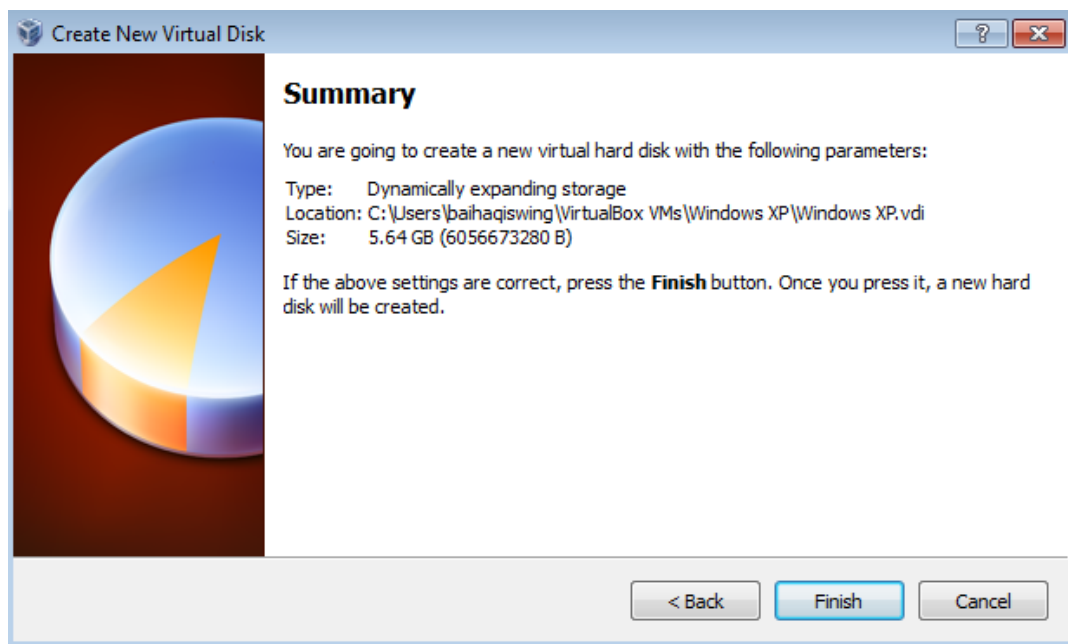 Create New Virtual Disk
?
Summary
You are going to create a new virtual hard disk with the following parameters:
Type: Dynamically expanding storage
Location: C:\Users\baihaqiswing\VirtualBox VMs\Windows XP\Windows XP.vdi
Size: 5.64 GB (6056673280 B)
If the above settings are correct, press the Finish button. Once you press it, a new hard
disk will be created.
< Back Finish Cancel